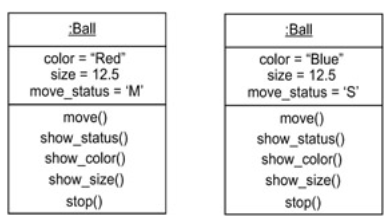 :Ball
color = “Red”
size = 12.5
move_status = ‘M’
move()
show_status()
show_color()
show_size()
stop()
:Ball
color = “Blue”
size = 12.5
move_status = ‘S’
move()
show_status()
show_color()
show_size()
stop()